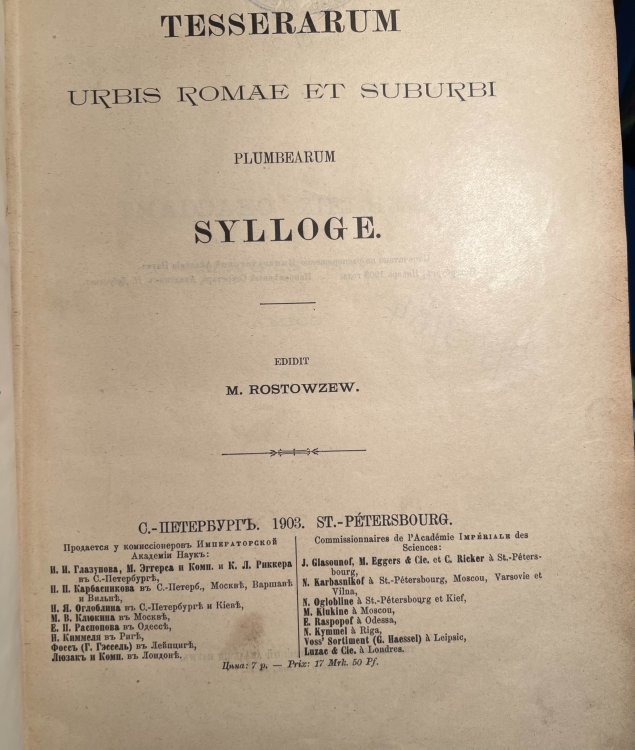 TESSERARUM
URBIS ROMAE ET SUBURBI
PLUMBEARUM
SYLLOGE.
EDIDIT
M. ROSTOWZEW.
С.-ПЕТЕРБУРГЪ. 1903. ST.-PÉTERSBOURG.
Продается у комиссіонеровъ Императорской
Академіи Наукъ:
И. И. Глазунова, М. Эггерса и Комп. и К. Л. Риккера
въ С.-Петербургѣ,
Н. П. Карбасникова въ С.-Петерб., Москвѣ, Варшавѣ
и Вильнѣ,
Н. Я. Оглоблина въ С.-Петербургѣ и Кіевѣ,
М. В. Клюкина въ Москвѣ,
Е. П. Распопова въ Одессѣ,
Н. Киммеля въ Ригѣ,
Фоссъ (Г. Гэссель) въ Лейпцигѣ,
Люзакъ и Комп. въ Лондонѣ.
Commissionnaires de l'Académie Impériale des
Sciences:
J. Glasounof, M. Eggers & Cie. et C. Ricker à St.-Péters-
bourg,
N. Karbasnikof à St.-Pétersbourg, Moscou, Varsovie et
Vilna,
N. Oglobline à St.-Pétersbourg et Kief,
M. Klukine à Moscou,
E. Raspopof à Odessa,
N. Kymmel à Riga,
Voss' Sortiment (G. Haessel) à Leipsic,
Luzac & Cie. à Londres.
Цѣна: 7 р. — Prix: 17 Mrk. 50 Pf.